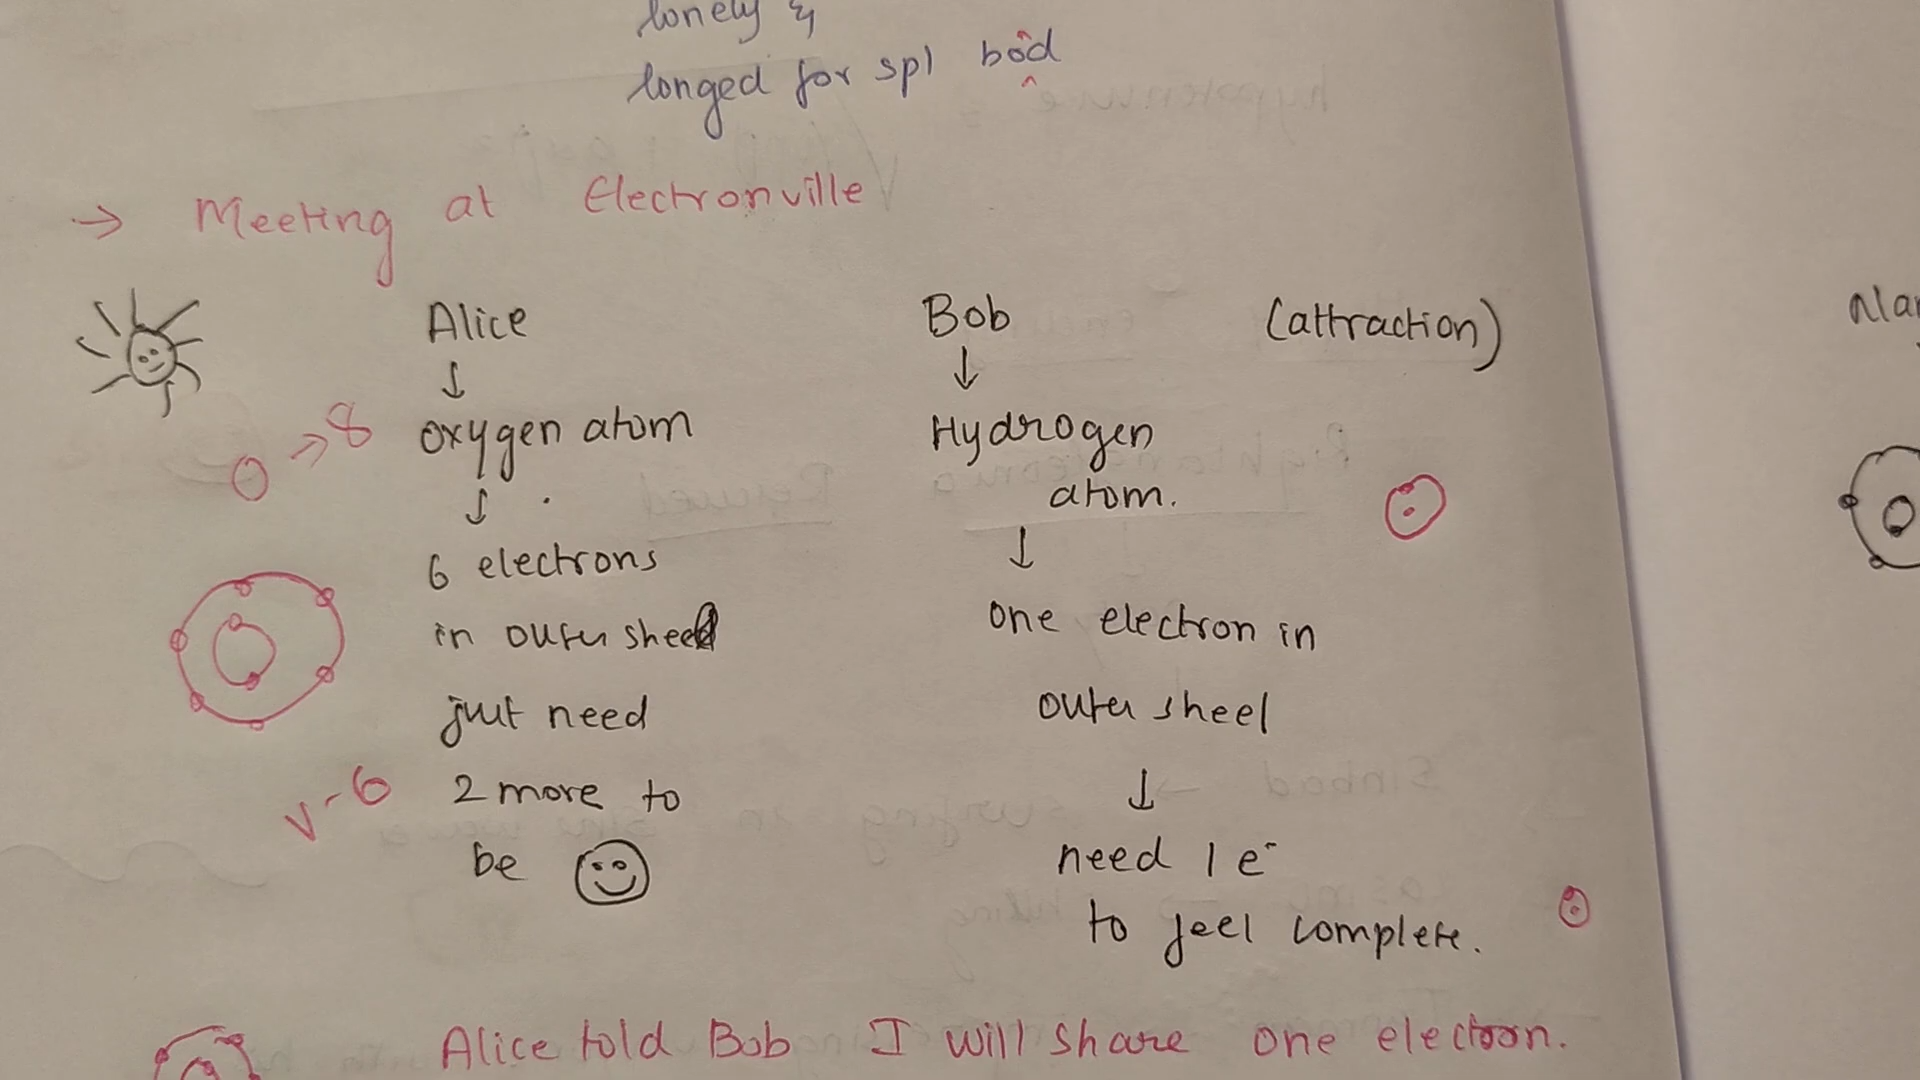 lonely &
longed for spl bod
→ Meeting at Electronville
Alice
↓
oxygen atom
↓
6 electrons
in outer sheel
just need
2 more to
be
O → 8
V-6
Bob
↓
Hydrogen
atom.
↓
one electron in
outer sheel
↓
need 1 e⁻
to feel complete.
(attraction)
Alice told Bob I will share one electron.